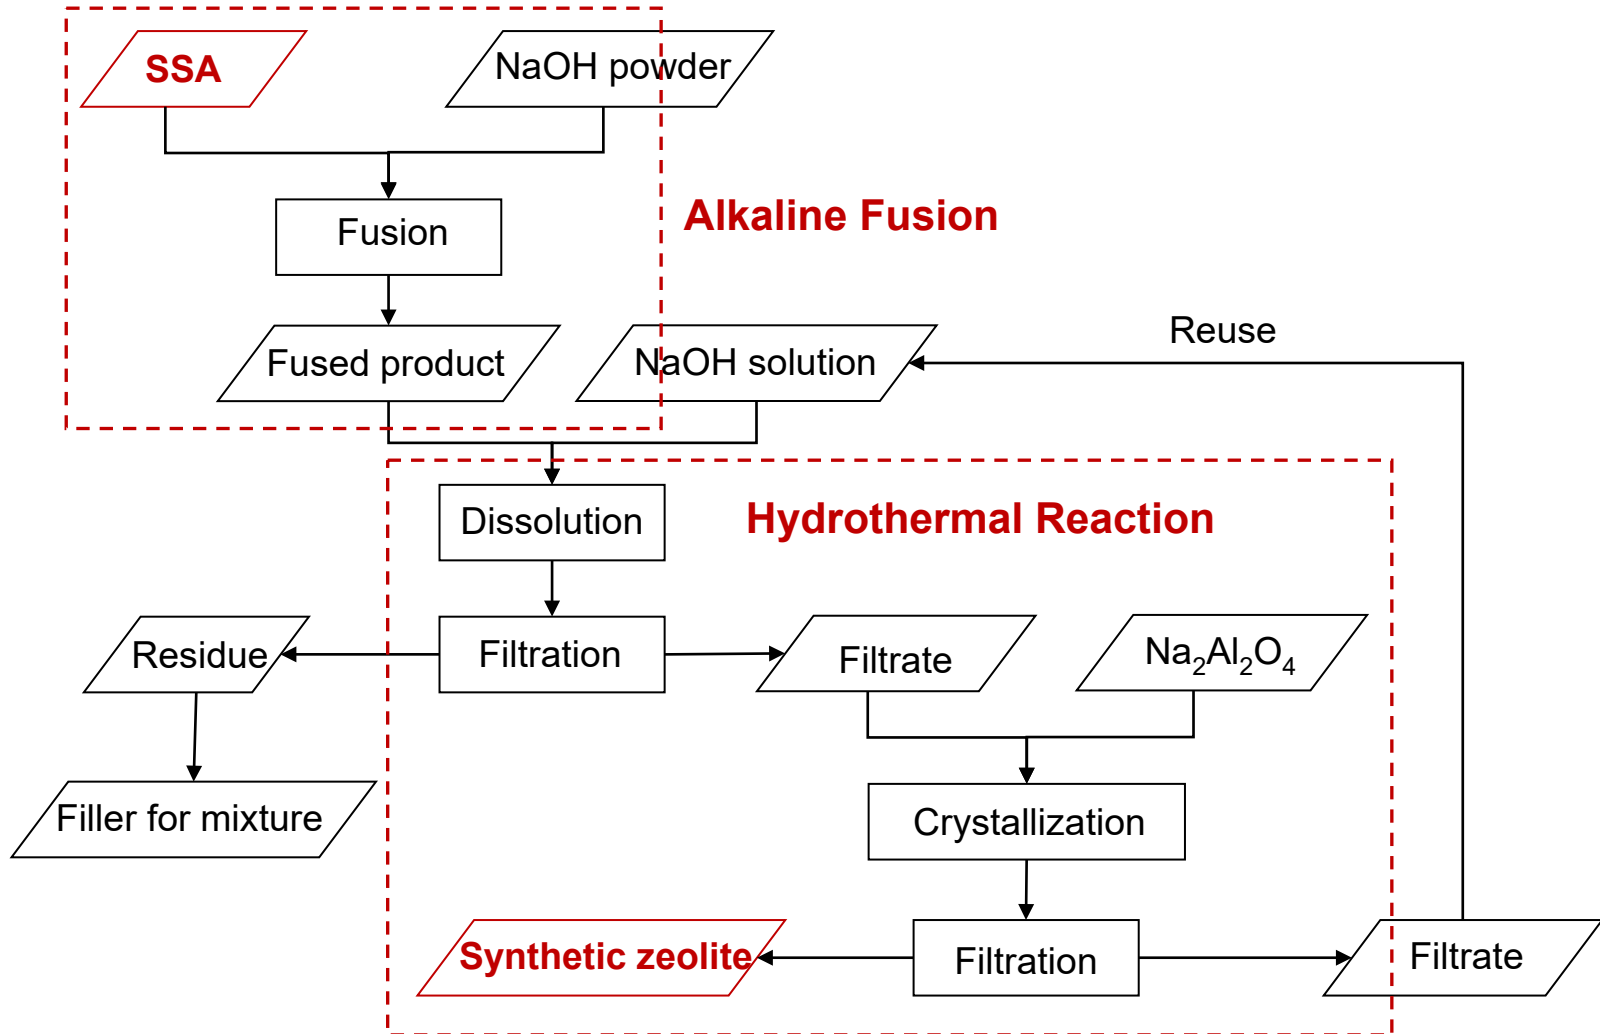 SSA
NaOH powder
Fusion
Alkaline Fusion
Reuse
Fused product
NaOH solution
Dissolution
Hydrothermal Reaction
Residue
Filtration
Filtrate
Na₂Al₂O₄
Filler for mixture
Crystallization
Synthetic zeolite
Filtration
Filtrate